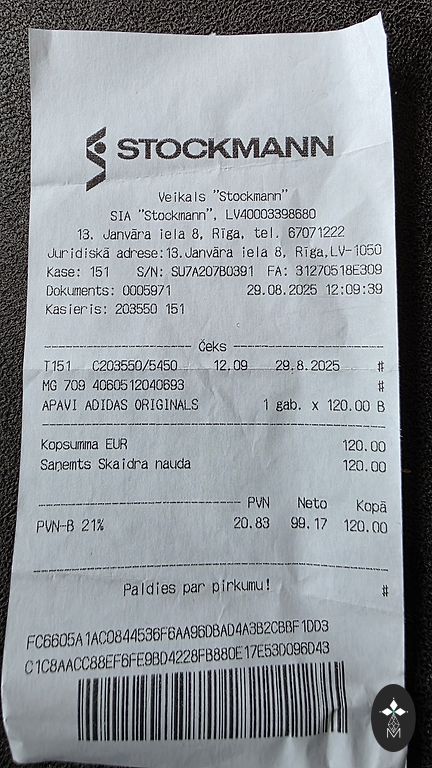 STOCKMANN
Veikals "Stockmann"
SIA "Stockmann", LV40003398680
13. Janvāra iela 8, Rīga, tel. 67071222
Juridiskā adrese:13.Janvāra iela 8, Rīga,LV-1050
Kase: 151 S/N: SU7A207B0391 FA: 31270518E309
Dokuments: 0005971 29.08.2025 12:09:39
Kasieris: 203550 151
Čeks
T151 C203550/5450 12.09 29.8.2025 #
MG 709 4060512040693 #
APAVI ADIDAS ORIGINALS 1 gab. x 120.00 B
Kopsumma EUR 120.00
Saņemts Skaidra nauda 120.00
PVN Neto Kopā
PVN-B 21% 20.83 99.17 120.00
Paldies par pirkumu! #
FC6605A1AC0844536F6AA96DBAD4A3B2CBBF1DD3
C1C8AACC88EF6FE9BD4228FB880E17E53D096D43
M